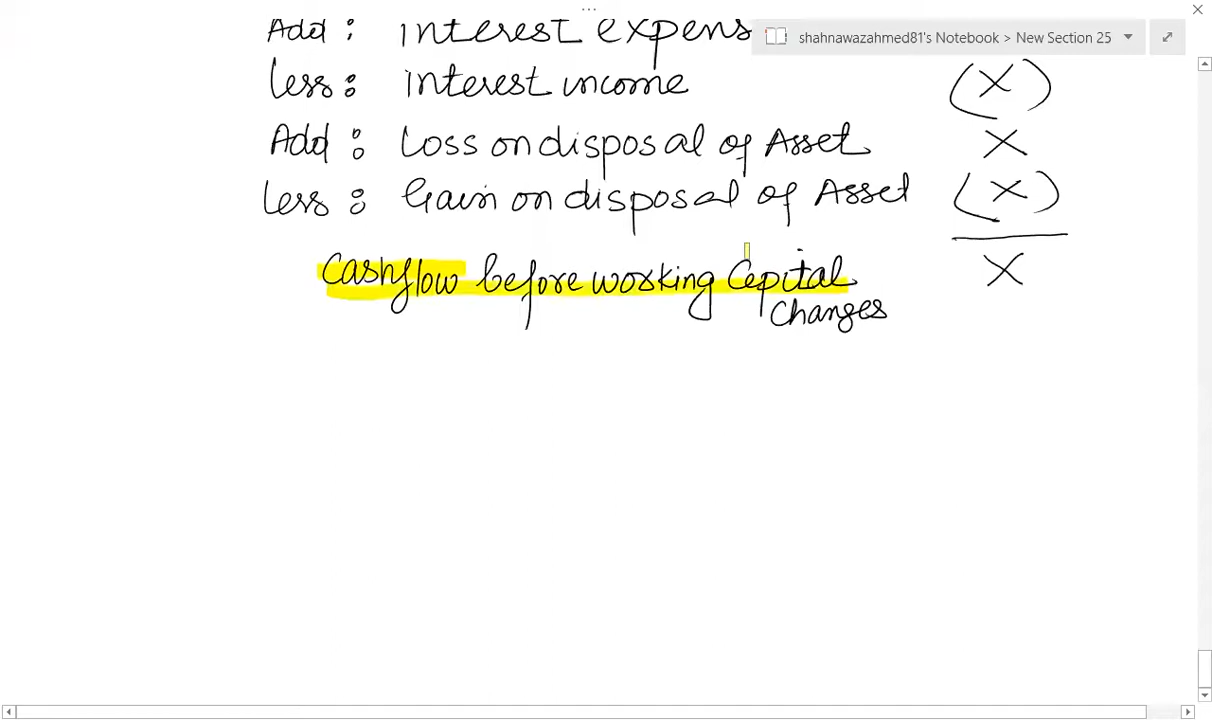 ...
Add : interest expens
shahnawazahmed81's Notebook > New Section 25
less : interest income (X)
Add : Loss on disposal of Asset X
less : Gain on disposal of Asset (X)
Cashflow before working Cepital X
Changes